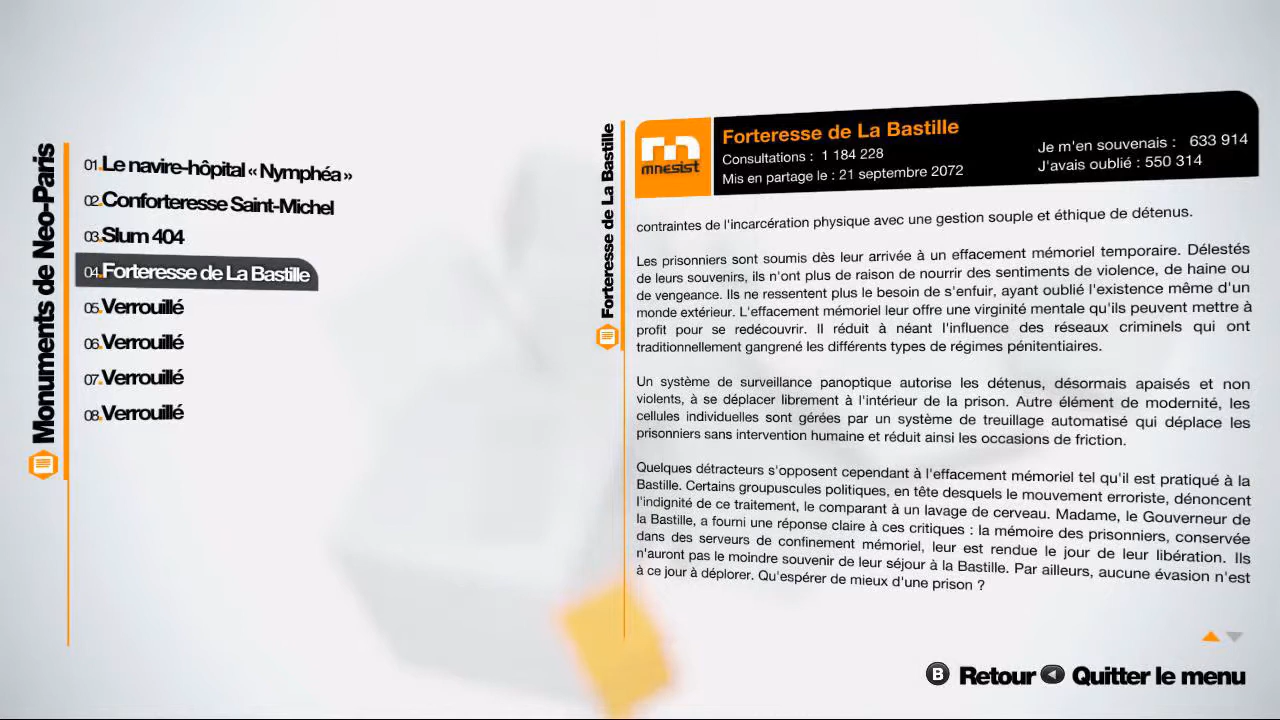 Monuments de Neo-Paris
01.Le navire-hôpital « Nymphéa »
02.Conforteresse Saint-Michel
03.Slum 404
04.Forteresse de La Bastille
05.Verrouillé
06.Verrouillé
07.Verrouillé
08.Verrouillé
Forteresse de La Bastille
mnesist
Forteresse de La Bastille
Consultations : 1 184 228
Mis en partage le : 21 septembre 2072
Je m'en souvenais : 633 914
J'avais oublié : 550 314
contraintes de l'incarcération physique avec une gestion souple et éthique de détenus.
Les prisonniers sont soumis dès leur arrivée à un effacement mémoriel temporaire. Délestés
de leurs souvenirs, ils n'ont plus de raison de nourrir des sentiments de violence, de haine ou
de vengeance. Ils ne ressentent plus le besoin de s'enfuir, ayant oublié l'existence même d'un
monde extérieur. L'effacement mémoriel leur offre une virginité mentale qu'ils peuvent mettre à
profit pour se redécouvrir. Il réduit à néant l'influence des réseaux criminels qui ont
traditionnellement gangrené les différents types de régimes pénitentiaires.
Un système de surveillance panoptique autorise les détenus, désormais apaisés et non
violents, à se déplacer librement à l'intérieur de la prison. Autre élément de modernité, les
cellules individuelles sont gérées par un système de treuillage automatisé qui déplace les
prisonniers sans intervention humaine et réduit ainsi les occasions de friction.
Quelques détracteurs s'opposent cependant à l'effacement mémoriel tel qu'il est pratiqué à la
Bastille. Certains groupuscules politiques, en tête desquels le mouvement erroriste, dénoncent
l'indignité de ce traitement, le comparant à un lavage de cerveau. Madame, le Gouverneur de
la Bastille, a fourni une réponse claire à ces critiques : la mémoire des prisonniers, conservée
dans des serveurs de confinement mémoriel, leur est rendue le jour de leur libération. Ils
n'auront pas le moindre souvenir de leur séjour à la Bastille. Par ailleurs, aucune évasion n'est
à ce jour à déplorer. Qu'espérer de mieux d'une prison ?
B Retour Quitter le menu